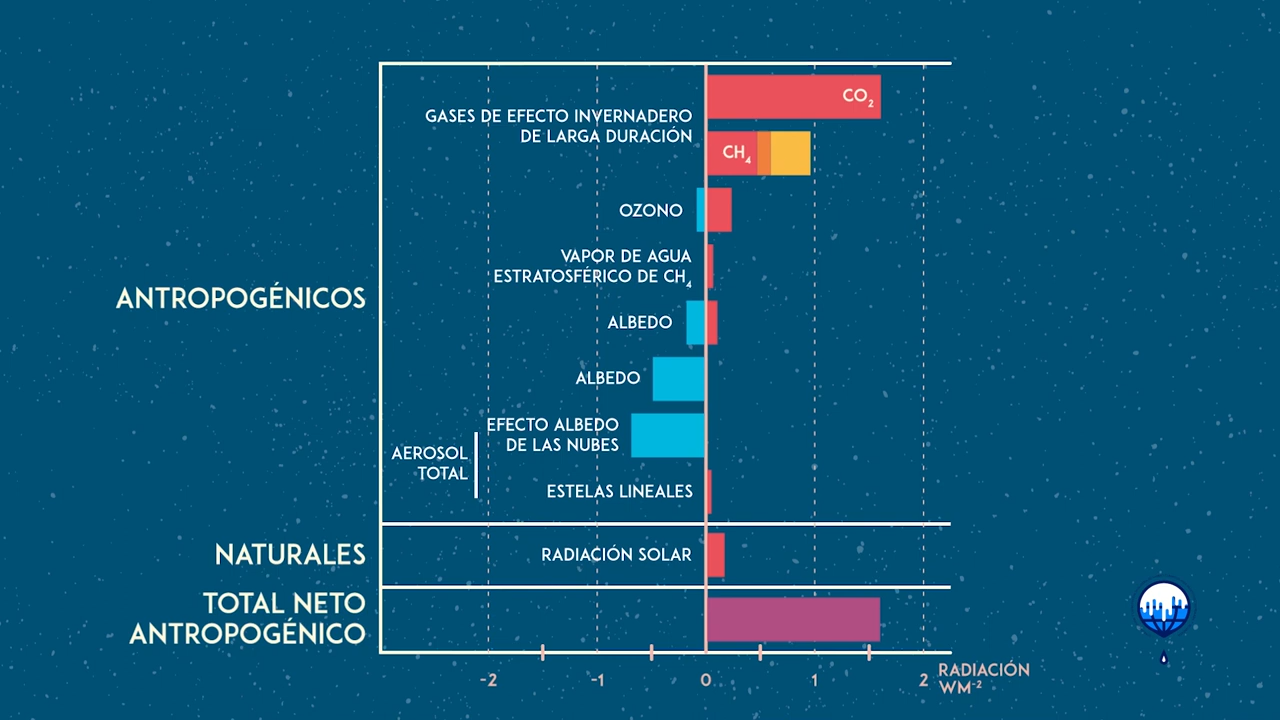 CO₂
GASES DE EFECTO INVERNADERO
DE LARGA DURACIÓN
CH₄
OZONO
VAPOR DE AGUA
ESTRATOSFÉRICO DE CH₄
ANTROPOGÉNICOS
ALBEDO
ALBEDO
EFECTO ALBEDO
DE LAS NUBES
AEROSOL
TOTAL
ESTELAS LINEALES
NATURALES
RADIACIÓN SOLAR
TOTAL NETO
ANTROPOGÉNICO
-2 -1 0 1 2
RADIACIÓN
WM⁻²